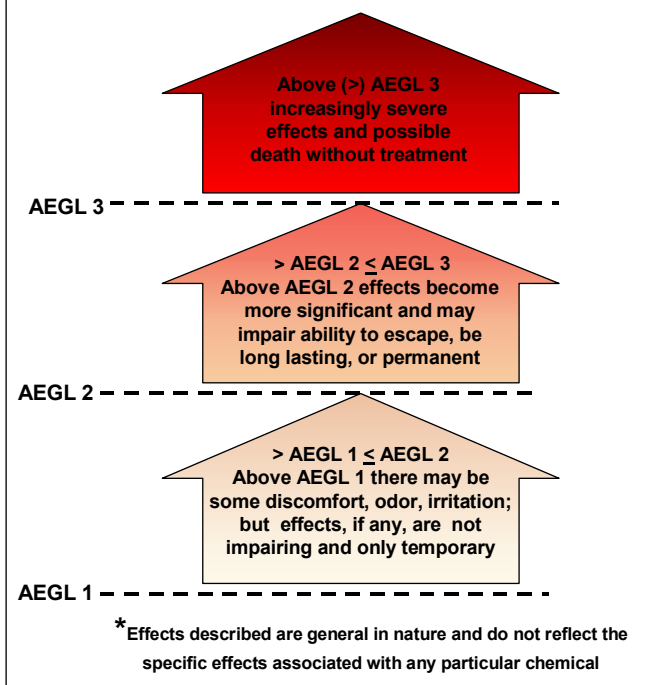 Above (>) AEGL 3
increasingly severe
effects and possible
death without treatment
AEGL 3
> AEGL 2 ≤ AEGL 3
Above AEGL 2 effects become
more significant and may
impair ability to escape, be
long lasting, or permanent
AEGL 2
> AEGL 1 ≤ AEGL 2
Above AEGL 1 there may be
some discomfort, odor, irritation;
but effects, if any, are not
impairing and only temporary
AEGL 1
*Effects described are general in nature and do not reflect the
specific effects associated with any particular chemical